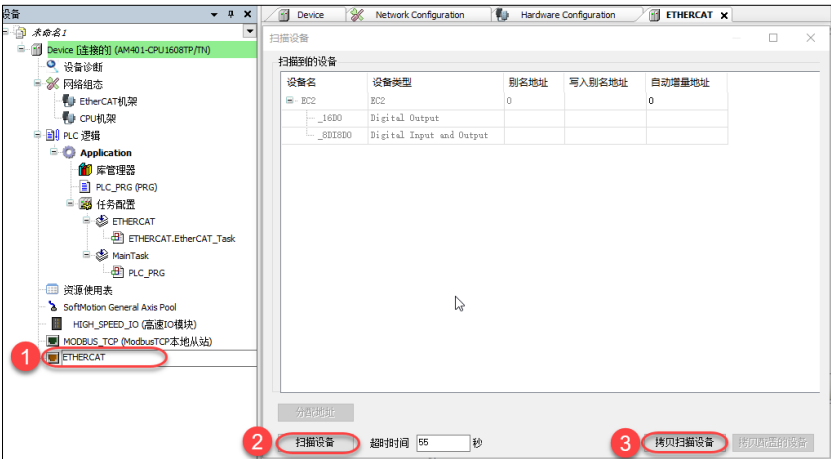 设备
未命名1
Device [连接的] (AM401-CPU1608TP/TN)
设备诊断
网络组态
EtherCAT机架
CPU机架
PLC 逻辑
Application
库管理器
PLC_PRG (PRG)
任务配置
ETHERCAT
ETHERCAT.EtherCAT_Task
MainTask
PLC_PRG
资源使用表
SoftMotion General Axis Pool
HIGH_SPEED_IO (高速IO模块)
MODBUS_TCP (ModbusTCP本地从站)
1 ETHERCAT
Device Network Configuration Hardware Configuration ETHERCAT
扫描设备
扫描到的设备
设备名 设备类型 别名地址 写入别名地址 自动增量地址
EC2 EC2 0 0
_16DO Digital Output
_8DI8DO Digital Input and Output
分配地址
2 扫描设备 超时时间 55 秒 3 拷贝扫描设备 拷贝配置的设备